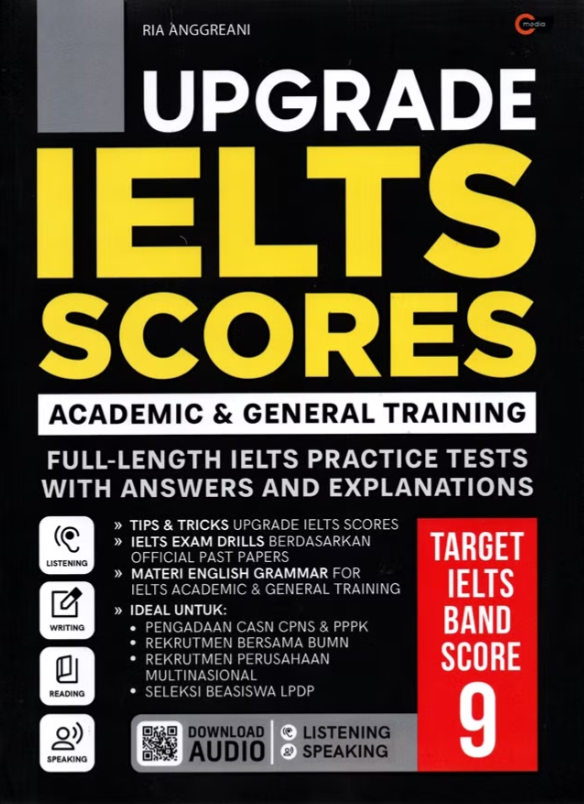 RIA ANGGREANI
media
UPGRADE
IELTS
SCORES
ACADEMIC & GENERAL TRAINING
FULL-LENGTH IELTS PRACTICE TESTS
WITH ANSWERS AND EXPLANATIONS
LISTENING
WRITING
READING
SPEAKING
» TIPS & TRICKS UPGRADE IELTS SCORES
» IELTS EXAM DRILLS BERDASARKAN
OFFICIAL PAST PAPERS
» MATERI ENGLISH GRAMMAR FOR
IELTS ACADEMIC & GENERAL TRAINING
» IDEAL UNTUK:
• PENGADAAN CASN CPNS & PPPK
• REKRUTMEN BERSAMA BUMN
• REKRUTMEN PERUSAHAAN
MULTINASIONAL
• SELEKSI BEASISWA LPDP
TARGET
IELTS
BAND
SCORE
9
DOWNLOAD
AUDIO
LISTENING
SPEAKING